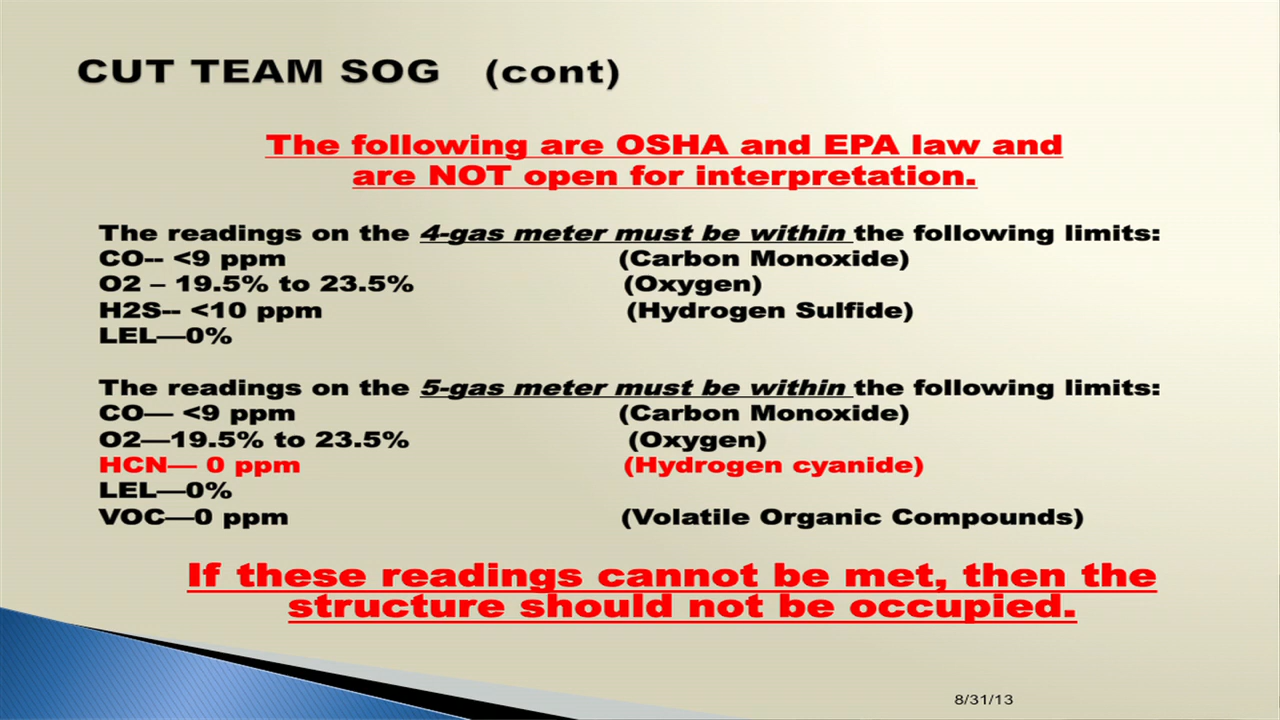 CUT TEAM SOG (cont)
The following are OSHA and EPA law and
are NOT open for interpretation.
The readings on the 4-gas meter must be within the following limits:
CO-- <9 ppm (Carbon Monoxide)
O2 – 19.5% to 23.5% (Oxygen)
H2S-- <10 ppm (Hydrogen Sulfide)
LEL—0%
The readings on the 5-gas meter must be within the following limits:
CO— <9 ppm (Carbon Monoxide)
O2—19.5% to 23.5% (Oxygen)
HCN— 0 ppm (Hydrogen cyanide)
LEL—0%
VOC—0 ppm (Volatile Organic Compounds)
If these readings cannot be met, then the
structure should not be occupied.
8/31/13